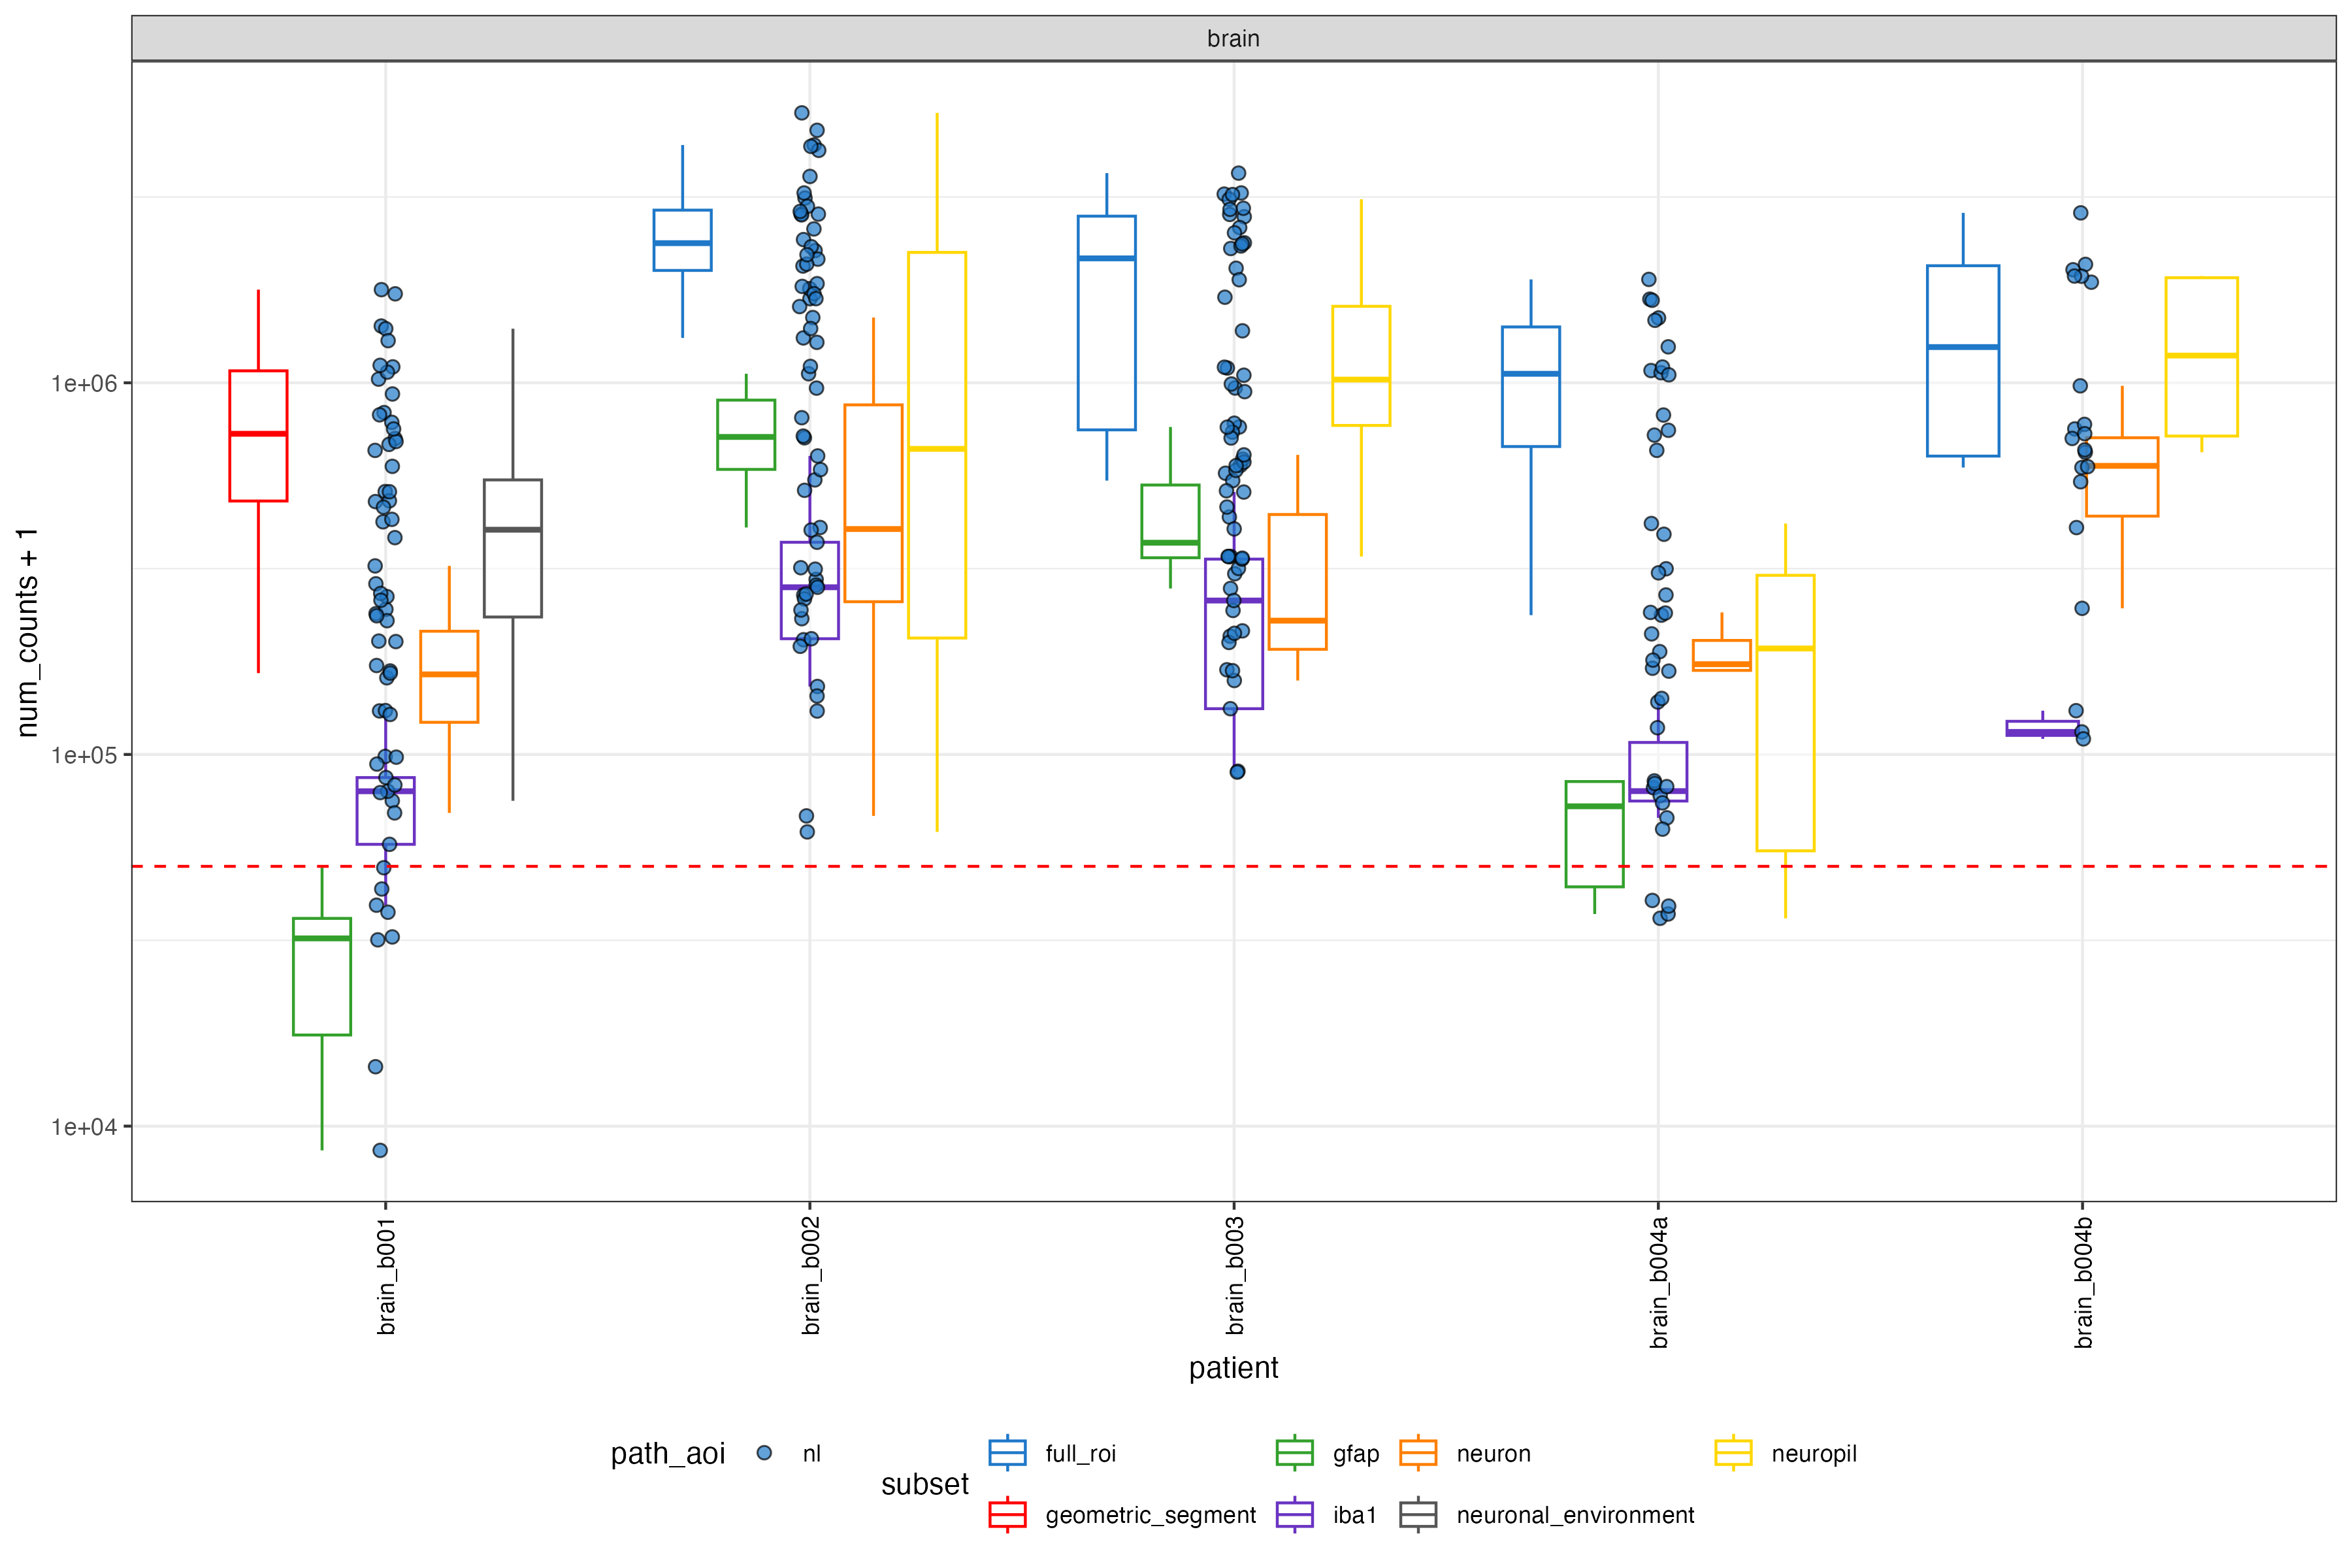 brain
num_counts + 1
1e+06
1e+05
1e+04
brain_b001
brain_b002
brain_b003
brain_b004a
brain_b004b
patient
path_aoi
nl
subset
full_roi
gfap
neuron
neuropil
geometric_segment
iba1
neuronal_environment